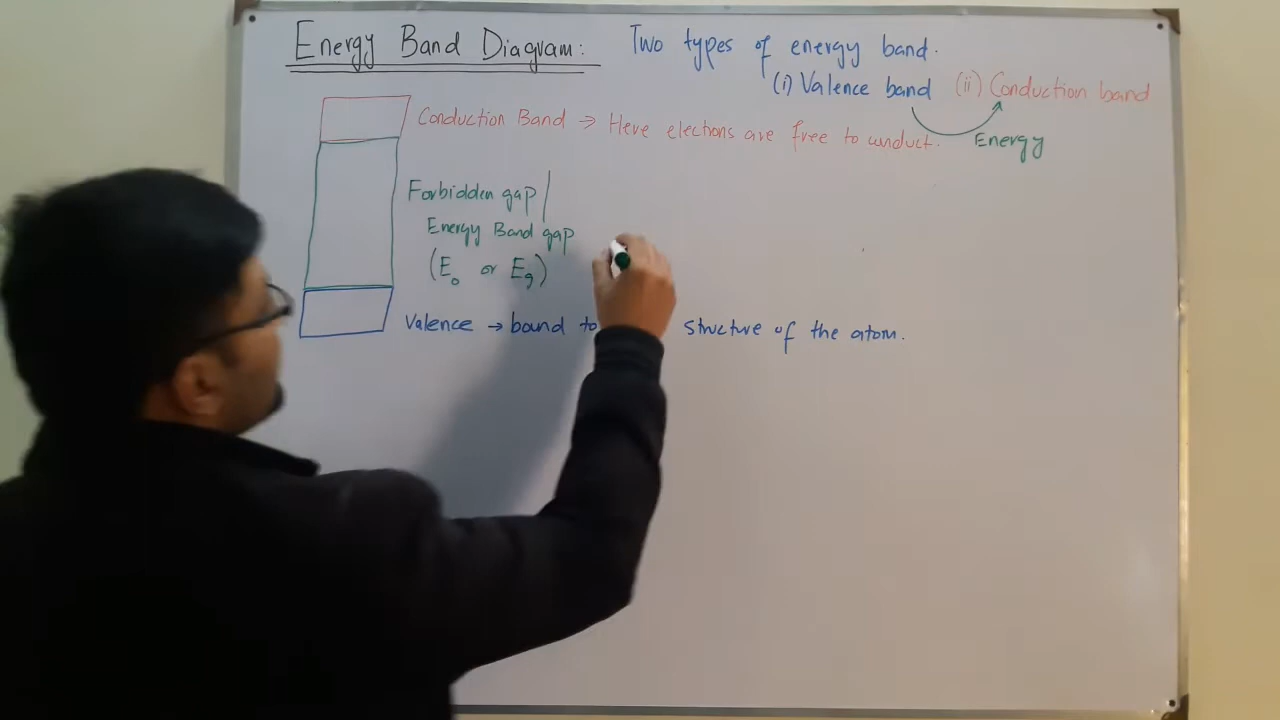 Energy Band Diagram: Two types of energy band.
(i) Valence band (ii) Conduction band
Conduction Band → Here electrons are free to conduct. Energy
Forbidden gap /
Energy Band gap
(E₀ or Eg)
Valence → bound to structure of the atom.